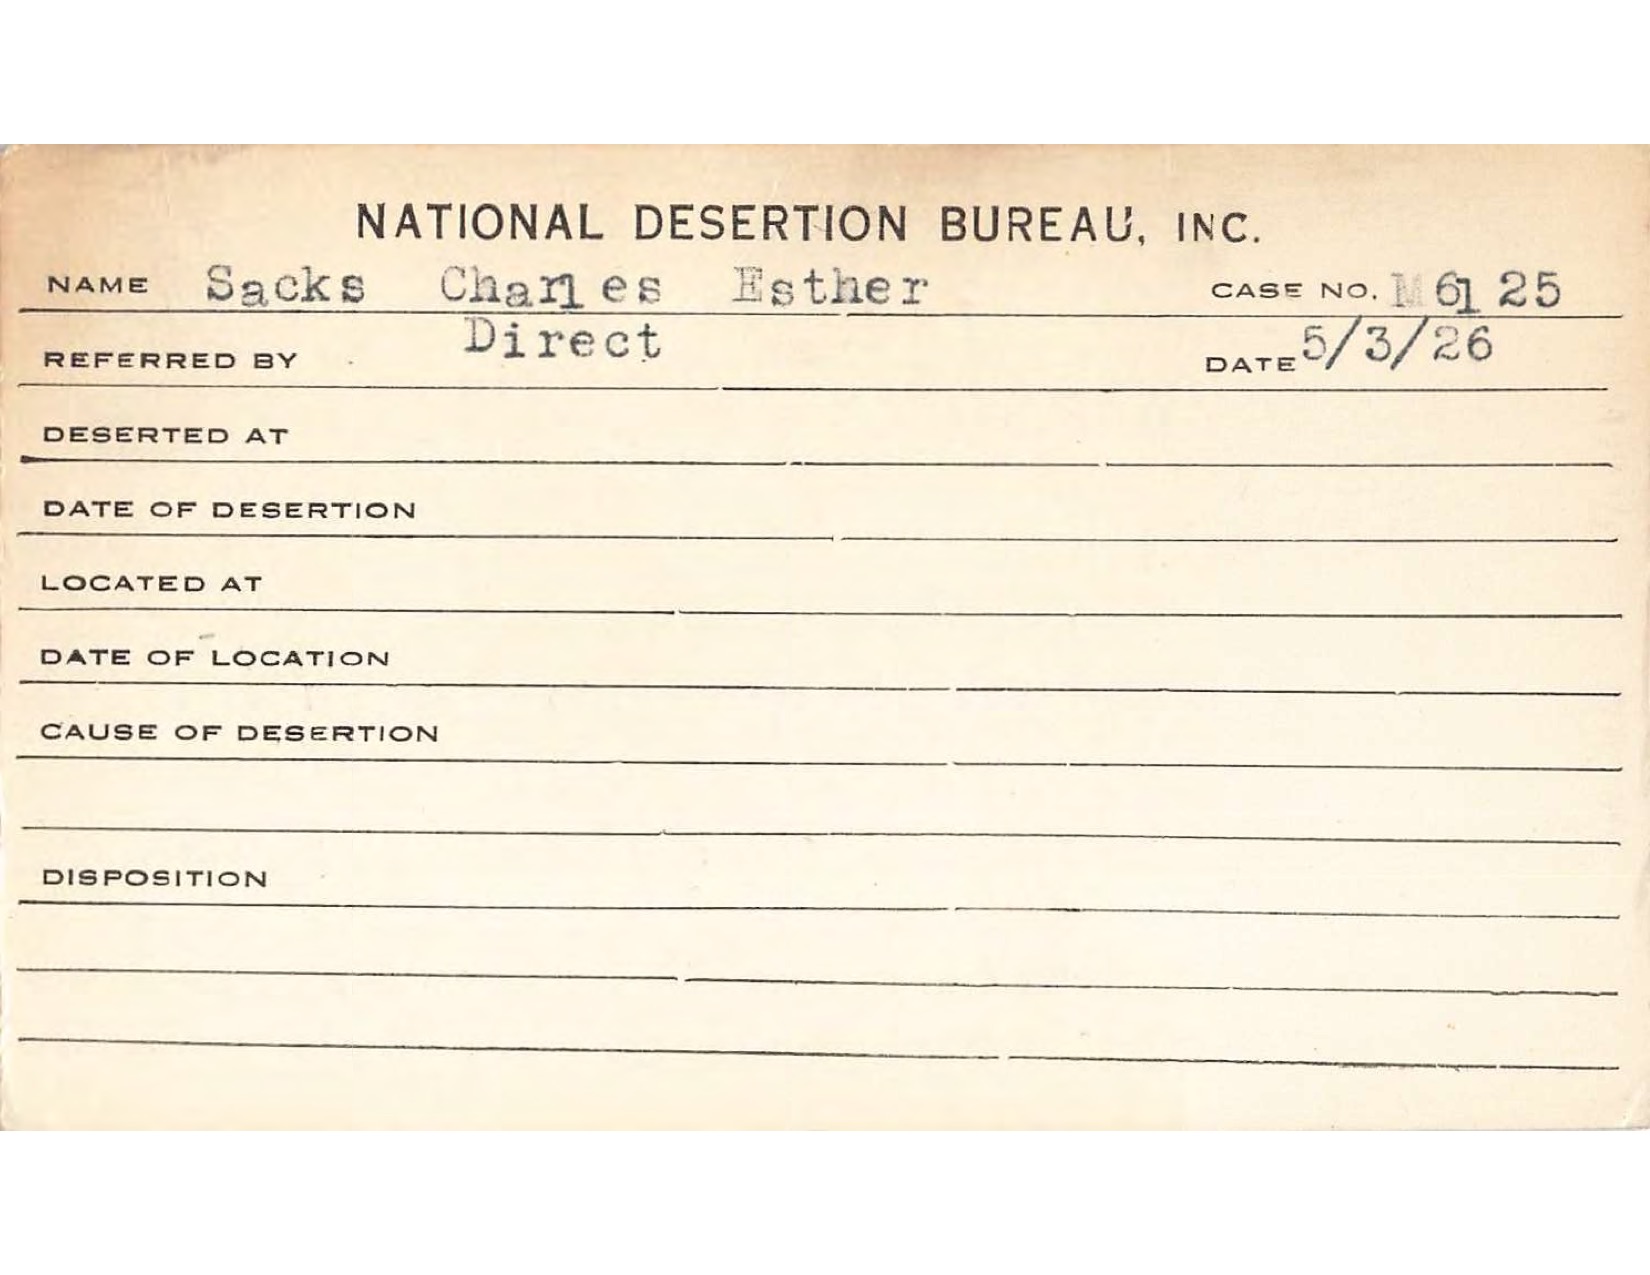 NATIONAL DESERTION BUREAU, INC.
NAME Sacks Charles Esther CASE NO. M6125
REFERRED BY Direct DATE 5/3/26
DESERTED AT
DATE OF DESERTION
LOCATED AT
DATE OF LOCATION
CAUSE OF DESERTION
DISPOSITION